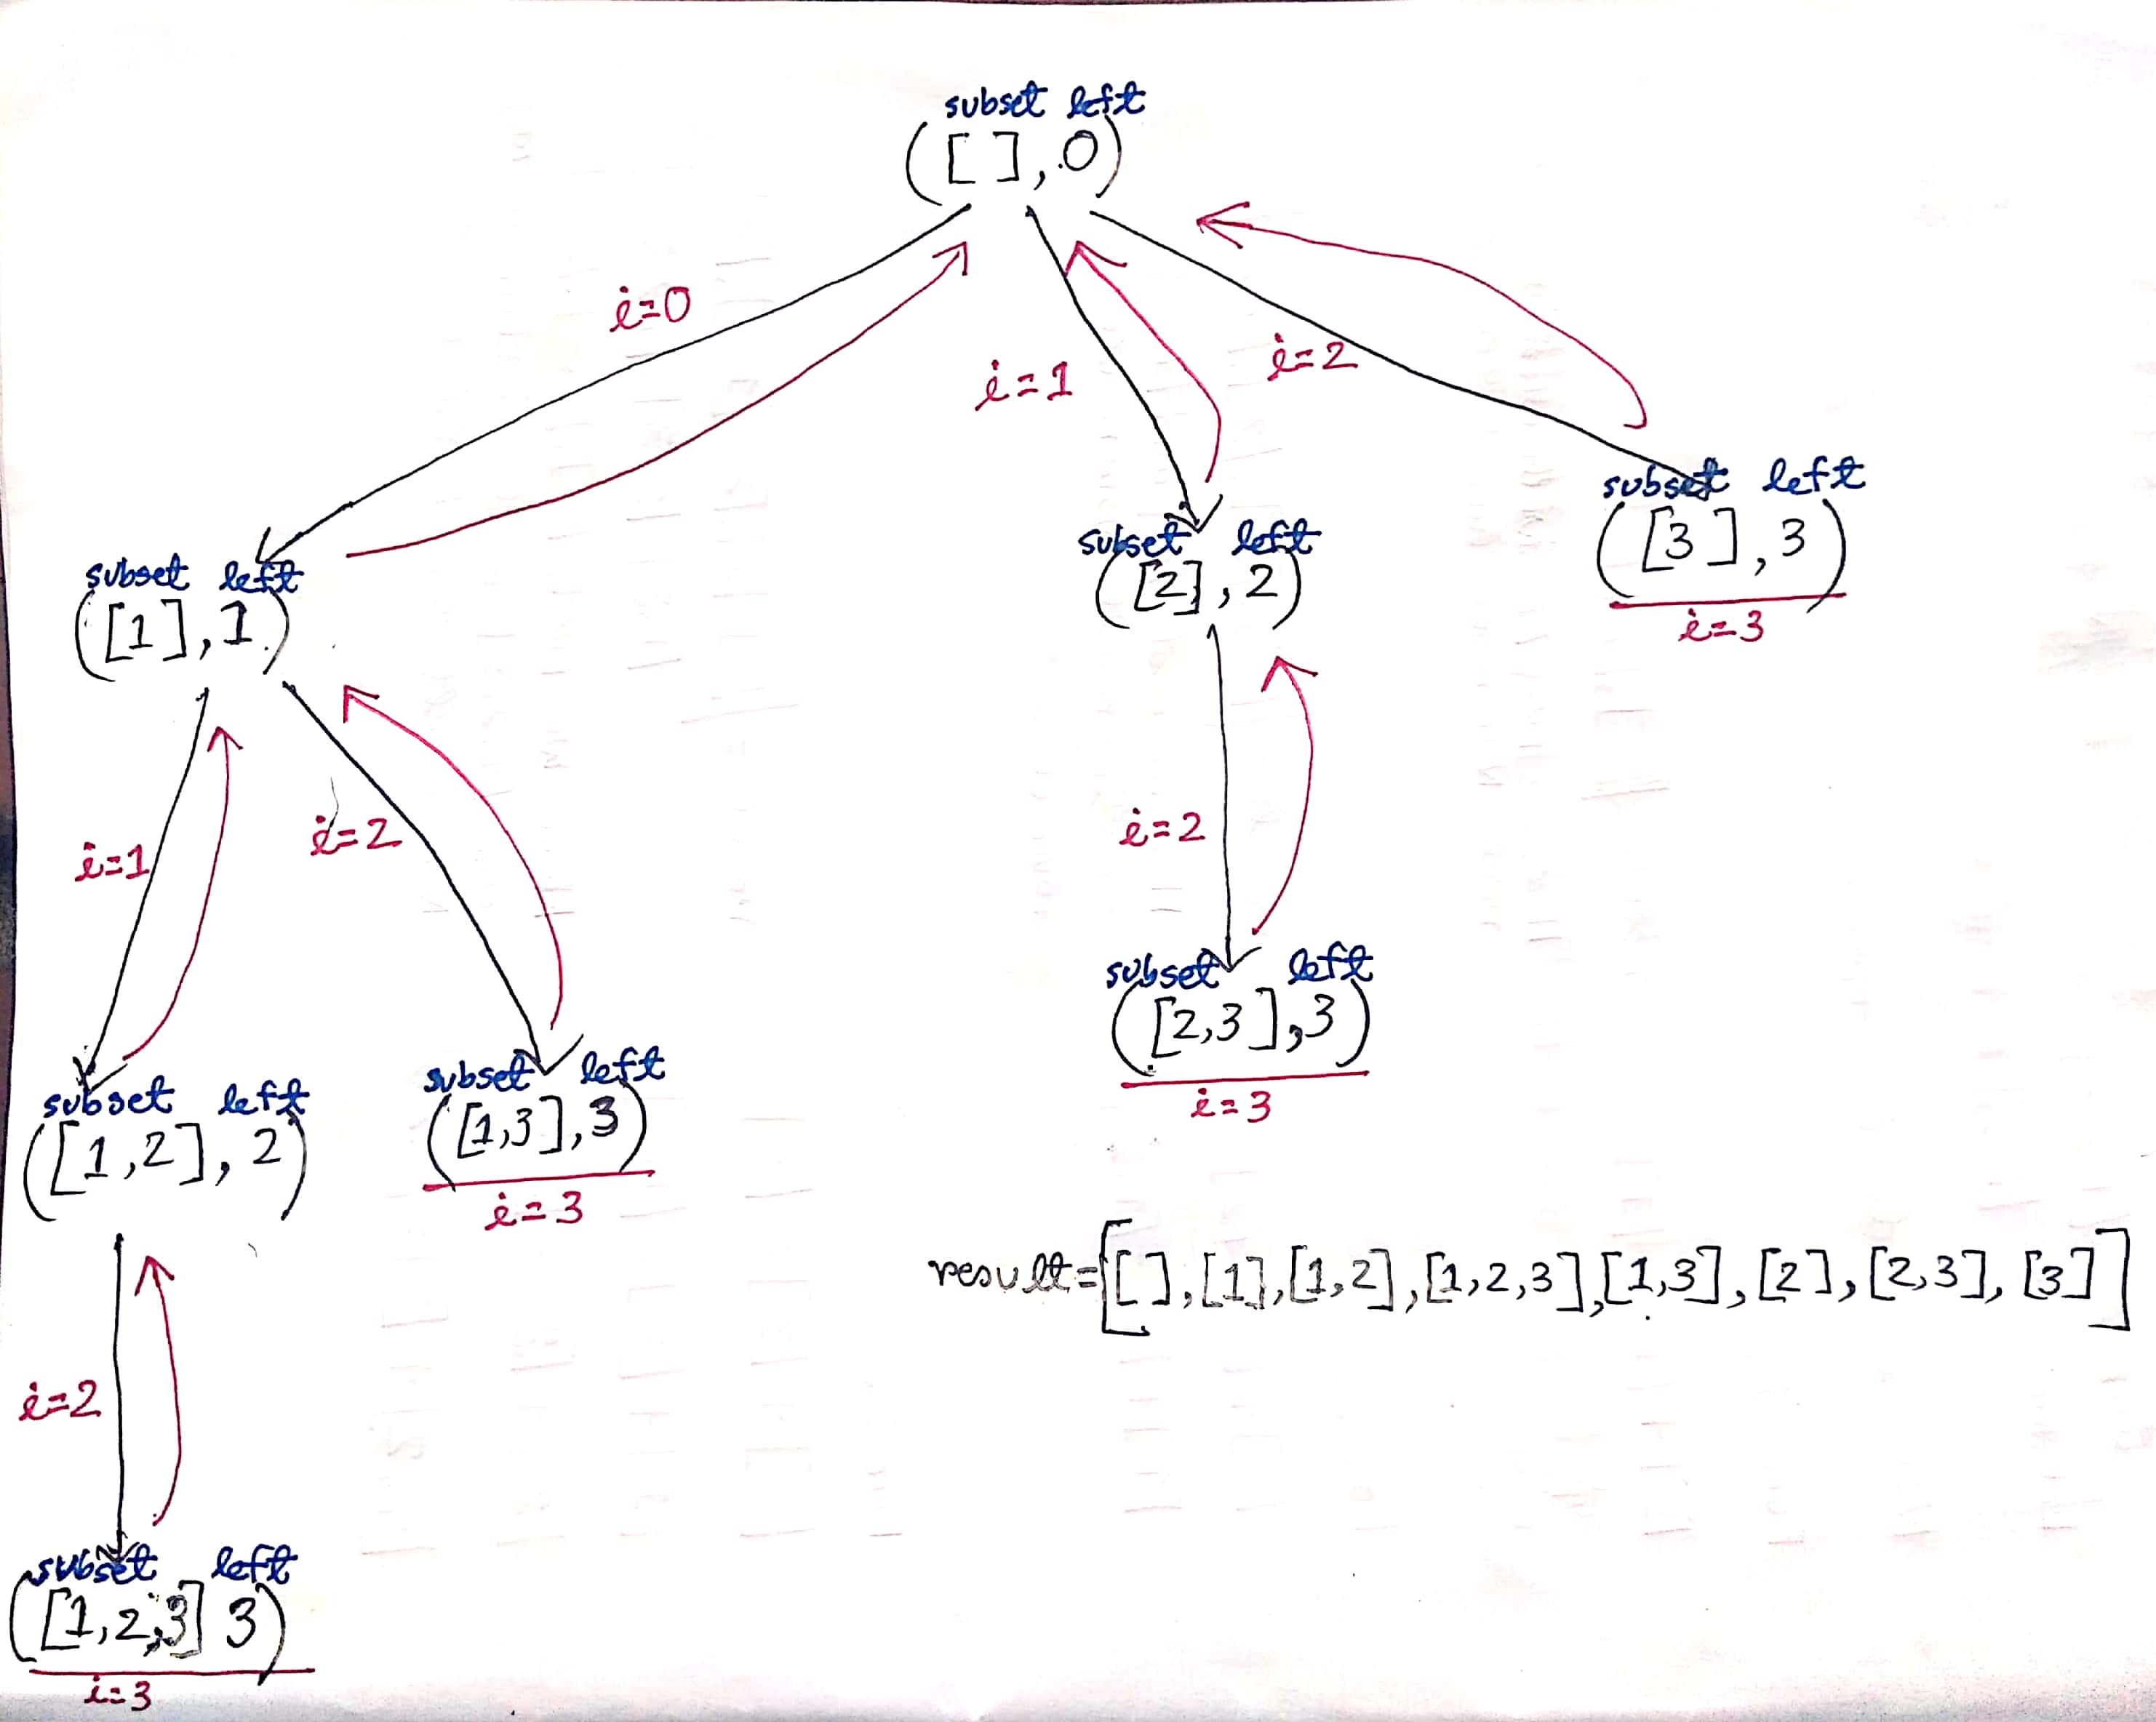 subset left
([ ], 0)
i=0
i=1
i=2
subset left
([1], 1)
subset left
([2], 2)
subset left
([3], 3)
i=3
i=1
i=2
i=2
subset left
([1,2], 2)
subset left
([1,3], 3)
i=3
subset left
([2,3], 3)
i=3
result=[[ ], [1], [1,2], [1,2,3], [1,3], [2], [2,3], [3]]
i=2
subset left
([1,2,3] 3)
i=3